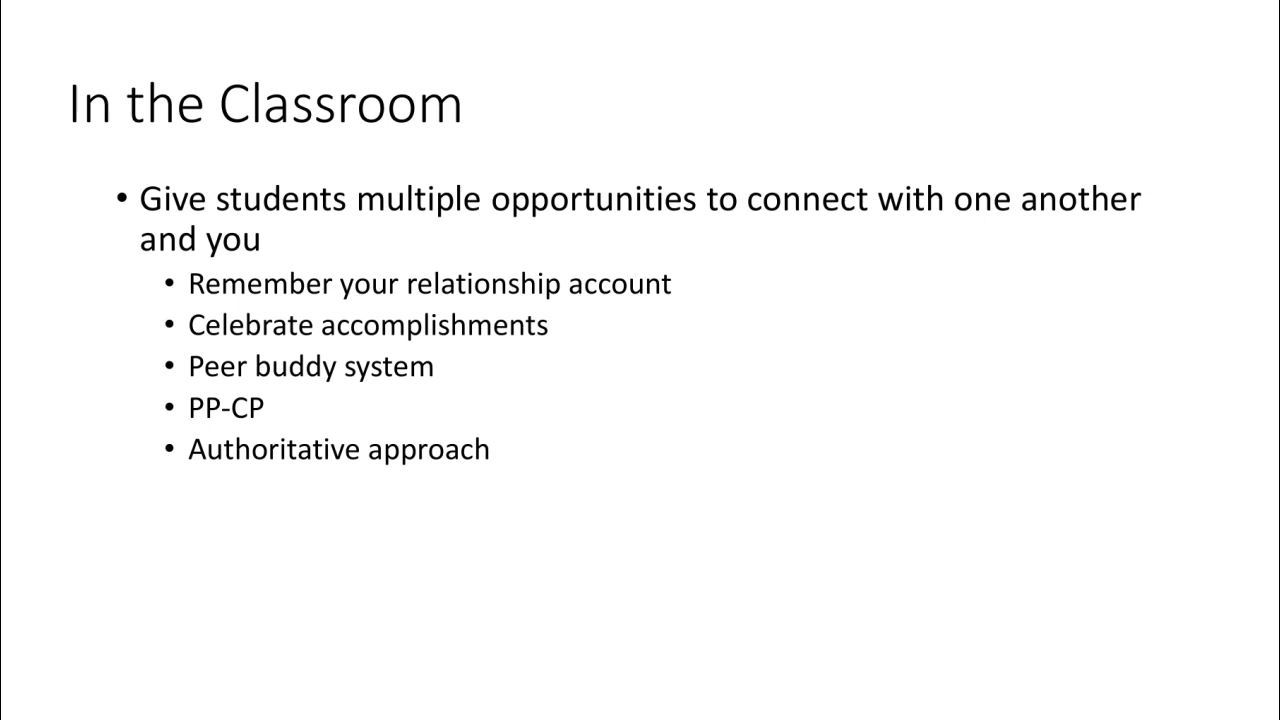 In the Classroom
• Give students multiple opportunities to connect with one another
and you
• Remember your relationship account
• Celebrate accomplishments
• Peer buddy system
• PP-CP
• Authoritative approach